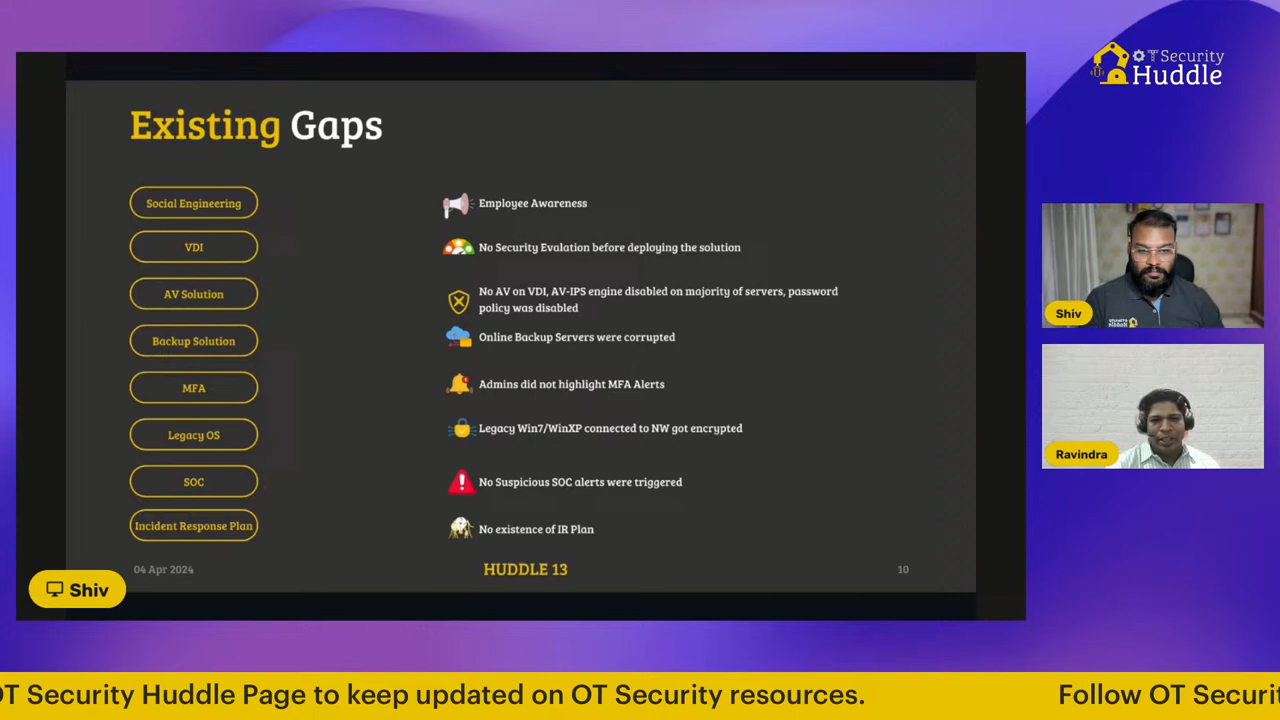 OT Security
Huddle
Existing Gaps
Social Engineering
Employee Awareness
VDI
No Security Evalation before deploying the solution
AV Solution
No AV on VDI, AV-IPS engine disabled on majority of servers, password
policy was disabled
Backup Solution
Online Backup Servers were corrupted
MFA
Admins did not highlight MFA Alerts
Legacy OS
Legacy Win7/WinXP connected to NW got encrypted
SOC
No Suspicious SOC alerts were triggered
Incident Response Plan
No existence of IR Plan
04 Apr 2024
HUDDLE 13
10
Shiv
Shiv
Ravindra
OT Security Huddle Page to keep updated on OT Security resources.
Follow OT Securi